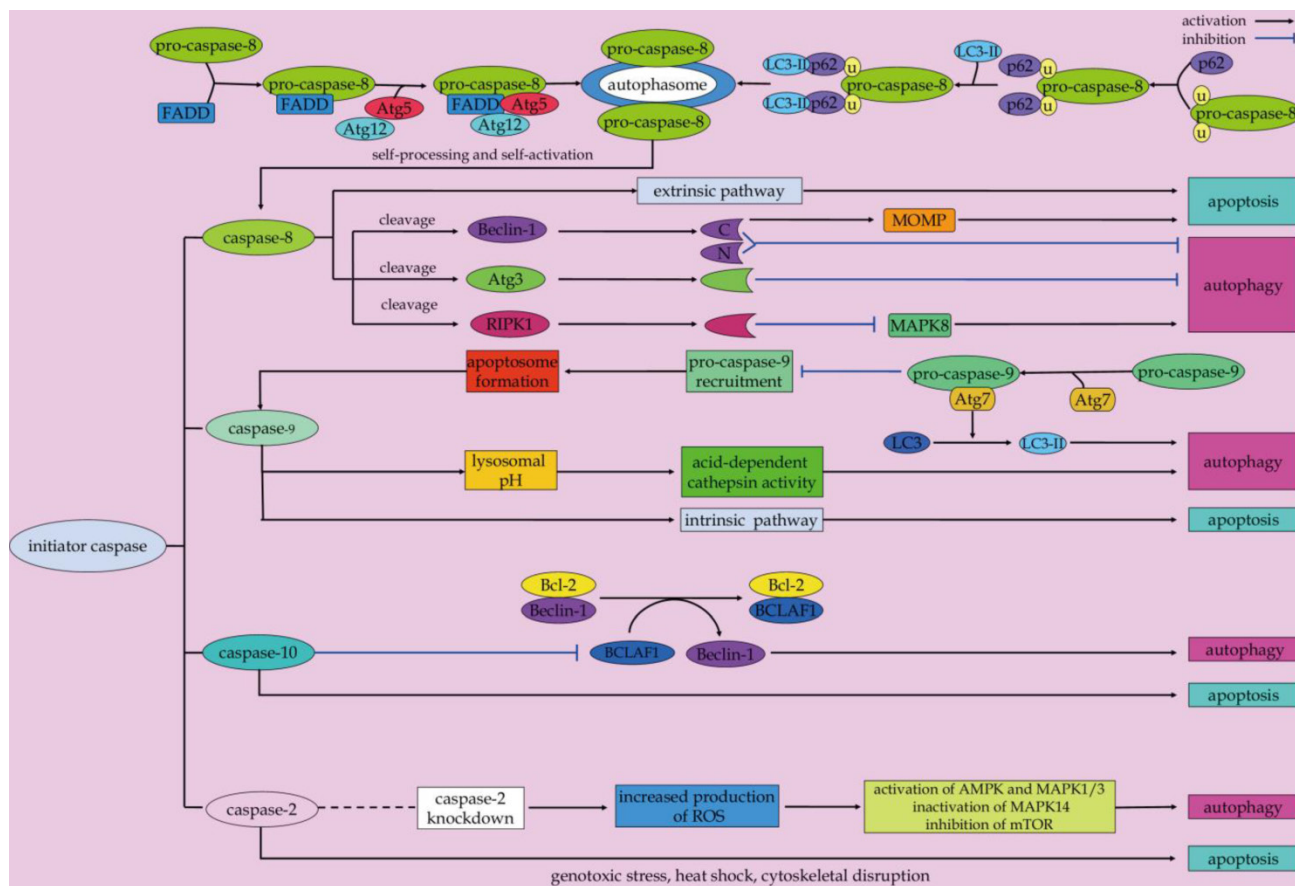 activation
inhibition
pro-caspase-8
FADD
pro-caspase-8
FADD
Atg5
Atg12
pro-caspase-8
FADD
Atg5
Atg12
pro-caspase-8
autophasome
pro-caspase-8
LC3-II
p62
u
pro-caspase-8
LC3-II
p62
u
LC3-II
p62
u
pro-caspase-8
p62
u
p62
u
pro-caspase-8
u
self-processing and self-activation
caspase-8
extrinsic pathway
apoptosis
cleavage
Beclin-1
C
N
MOMP
cleavage
Atg3
autophagy
cleavage
RIPK1
MAPK8
apoptosome
formation
pro-caspase-9
recruitment
pro-caspase-9
Atg7
Atg7
pro-caspase-9
caspase-9
LC3
LC3-II
autophagy
lysosomal
pH
acid-dependent
cathepsin activity
intrinsic pathway
apoptosis
initiator caspase
Bcl-2
Beclin-1
Bcl-2
BCLAF1
caspase-10
BCLAF1
Beclin-1
autophagy
apoptosis
caspase-2
caspase-2
knockdown
increased production
of ROS
activation of AMPK and MAPK1/3
inactivation of MAPK14
inhibition of mTOR
autophagy
apoptosis
genotoxic stress, heat shock, cytoskeletal disruption